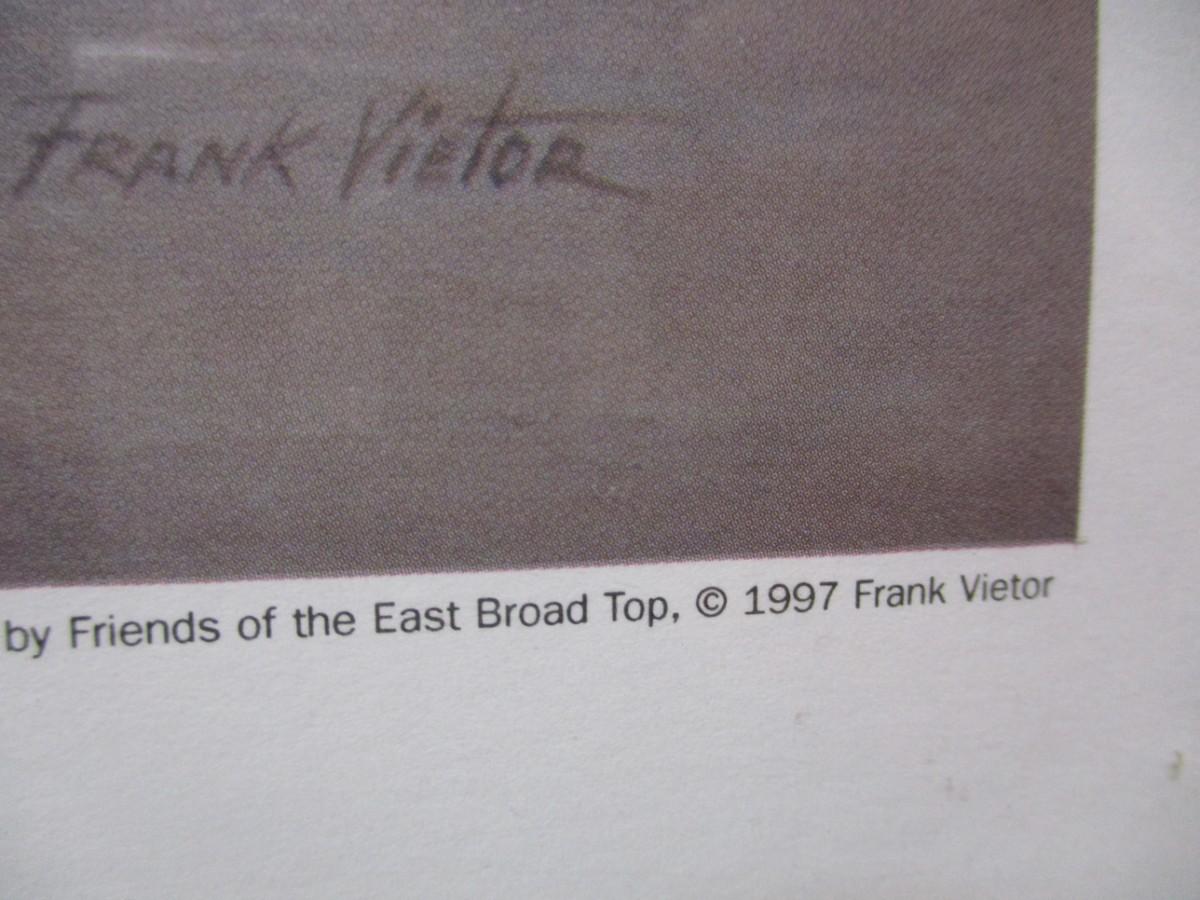 FRANK VIETOR
by Friends of the East Broad Top, © 1997 Frank Vietor